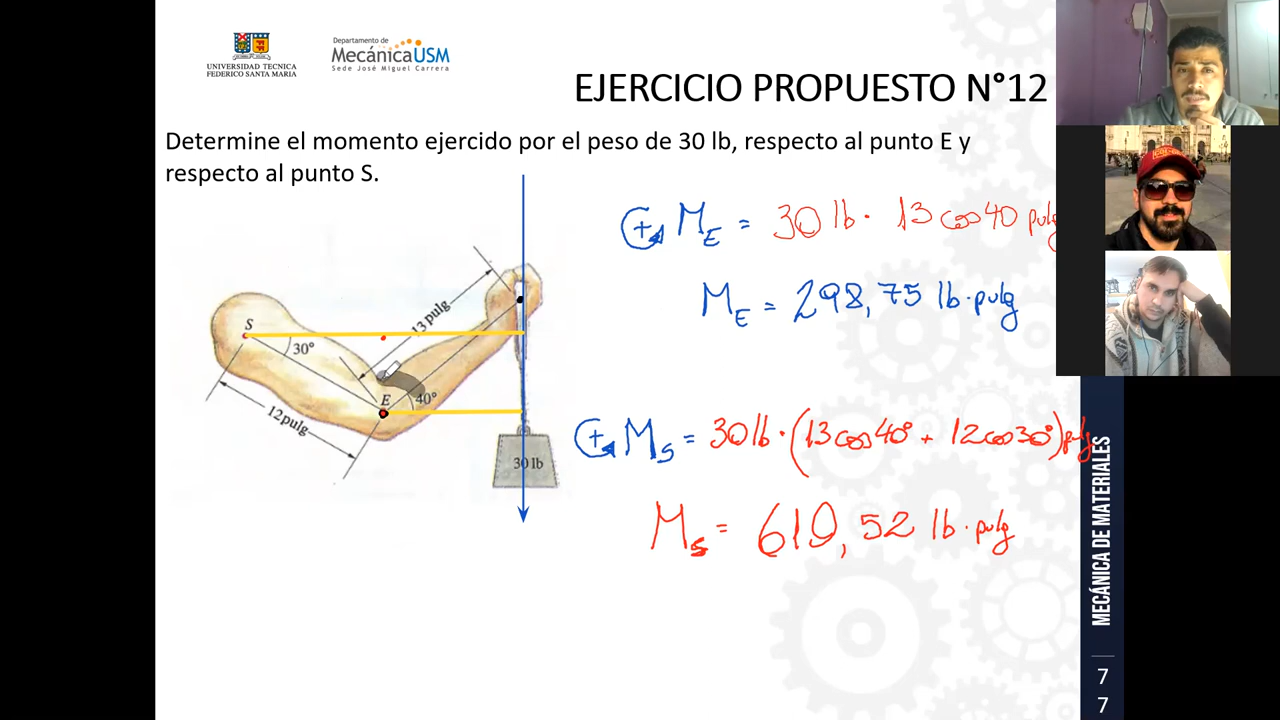 UNIVERSIDAD TECNICA
FEDERICO SANTA MARIA
Departamento de
MecánicaUSM
Sede José Miguel Carrera
EJERCICIO PROPUESTO N°12
Determine el momento ejercido por el peso de 30 lb, respecto al punto E y
respecto al punto S.
+ M_E = 30 lb · 13 cos 40 pulg
M_E = 298,75 lb·pulg
S
30°
13 pulg
E
40°
12 pulg
30 lb
+ M_S = 30 lb · (13 cos 40° + 12 cos 30°) pulg
M_S = 610,52 lb·pulg
MECÁNICA DE MATERIALES
7
7